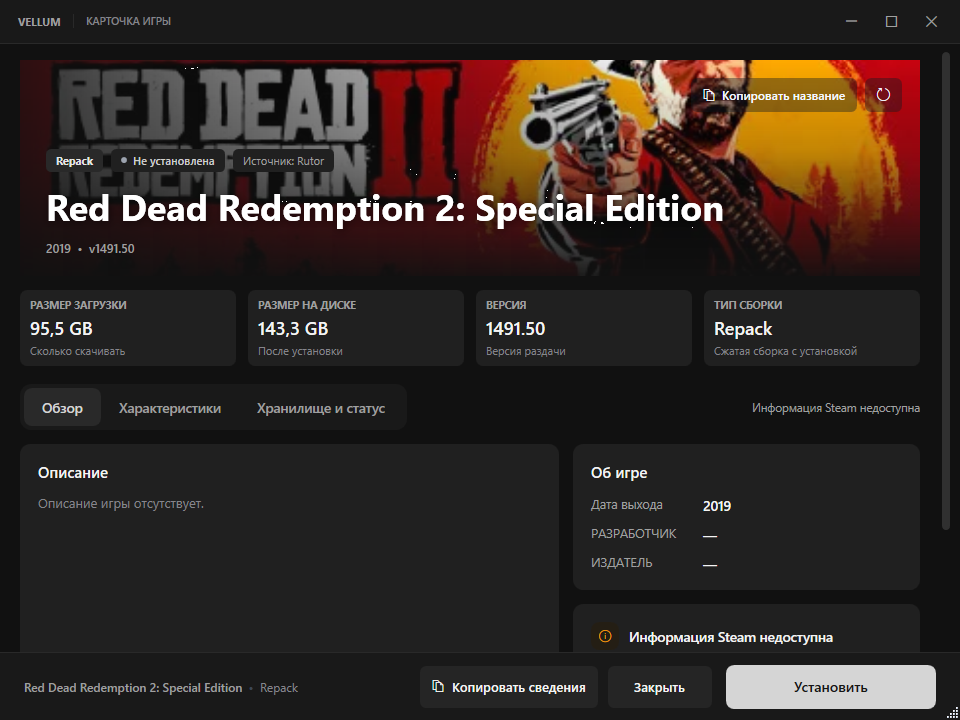 VELLUM КАРТОЧКА ИГРЫ
RED DEAD
REDEMPTION II
Копировать название
Repack • Не установлена Источник: Rutor
Red Dead Redemption 2: Special Edition
2019 • v1491.50
РАЗМЕР ЗАГРУЗКИ
95,5 GB
Сколько скачивать
РАЗМЕР НА ДИСКЕ
143,3 GB
После установки
ВЕРСИЯ
1491.50
Версия раздачи
ТИП СБОРКИ
Repack
Сжатая сборка с установкой
Обзор Характеристики Хранилище и статус Информация Steam недоступна
Описание
Описание игры отсутствует.
Об игре
Дата выхода 2019
РАЗРАБОТЧИК —
ИЗДАТЕЛЬ —
Информация Steam недоступна
Red Dead Redemption 2: Special Edition • Repack Копировать сведения Закрыть Установить